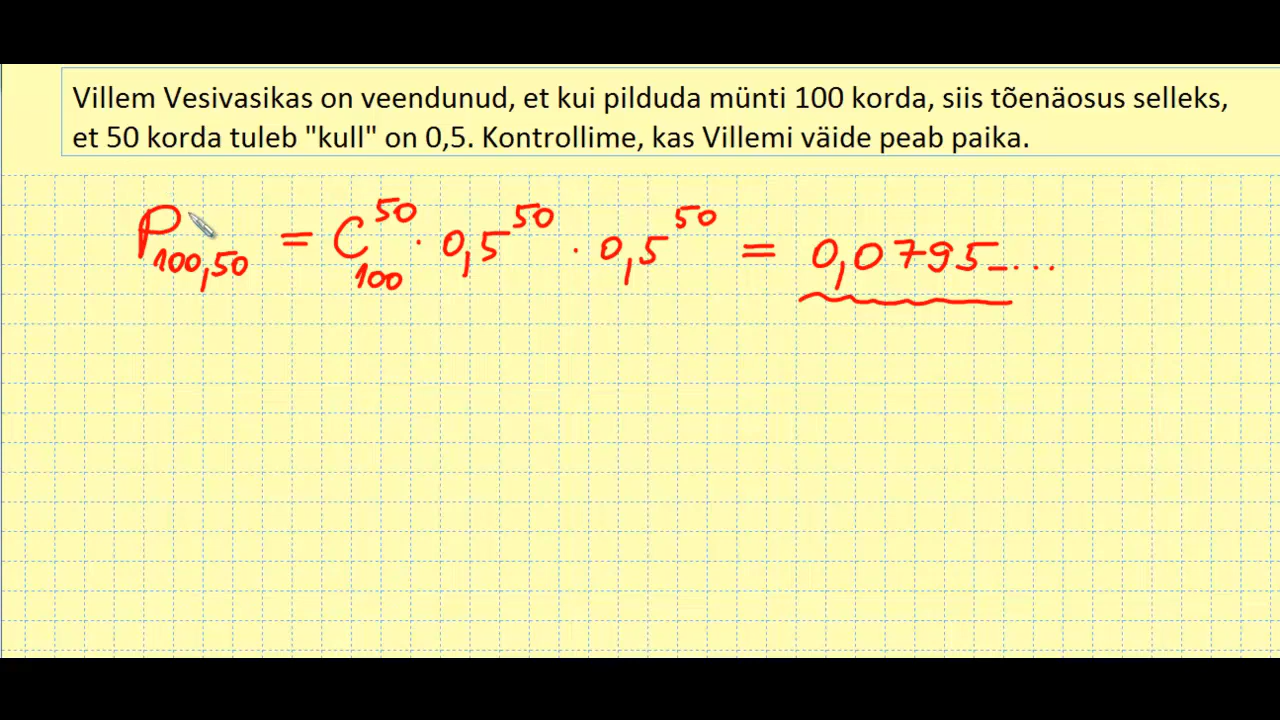 Villem Vesivasikas on veendunud, et kui pilduda münti 100 korda, siis tõenäosus selleks,
et 50 korda tuleb "kull" on 0,5. Kontrollime, kas Villemi väide peab paika.
P₁₀₀,₅₀ = C₁₀₀⁵⁰ · 0,5⁵⁰ · 0,5⁵⁰ = 0,0795...